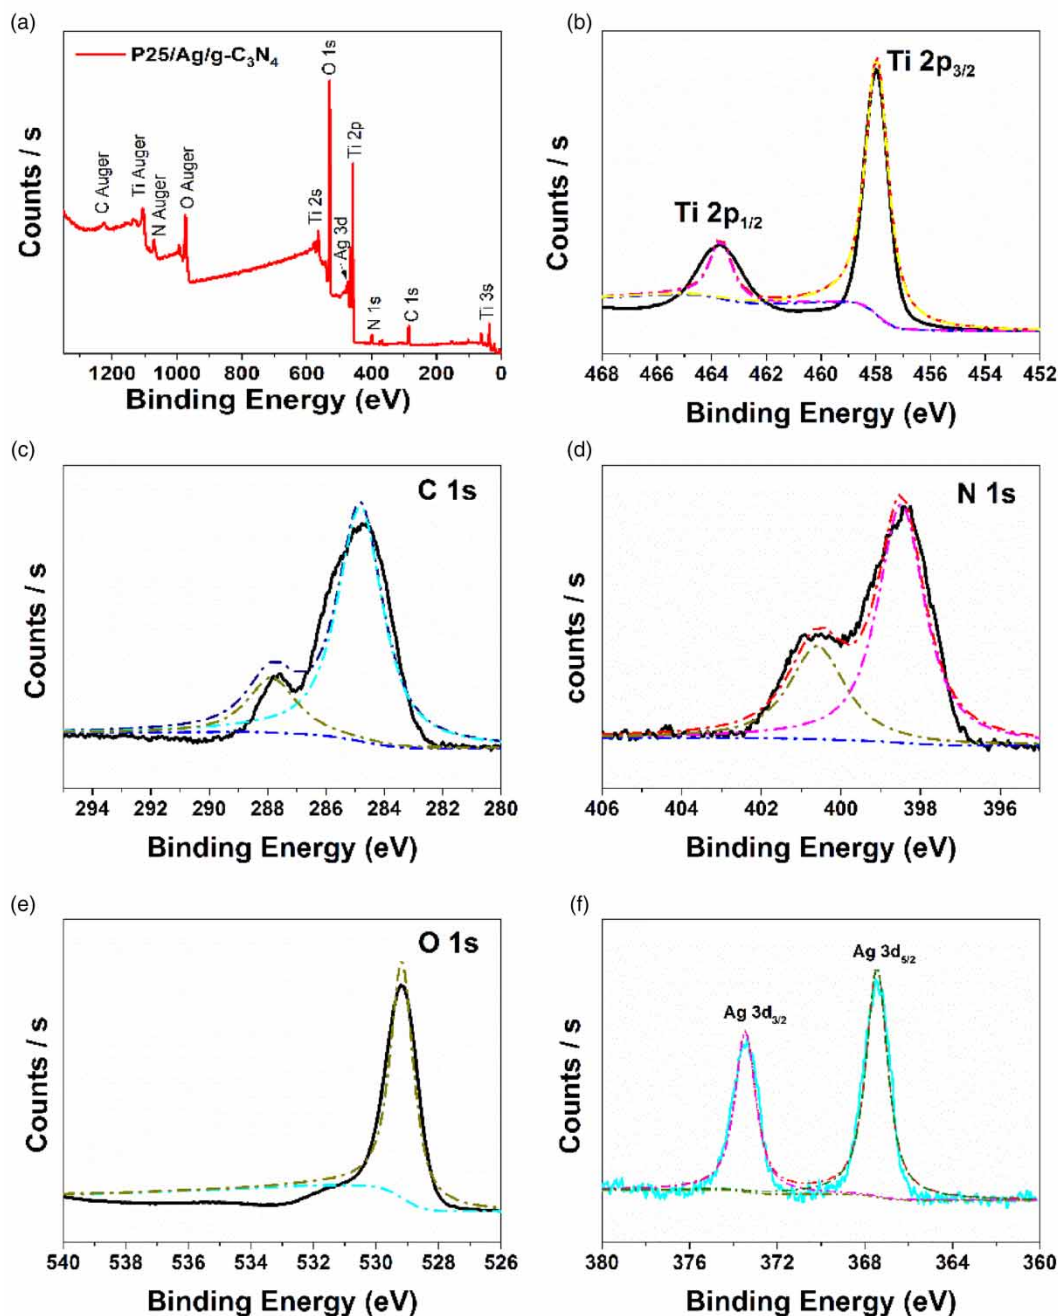 (a)
P25/Ag/g-C₃N₄
C Auger
Ti Auger
N Auger
O Auger
Ti 2s
Ag 3d
O 1s
Ti 2p
N 1s
C 1s
Ti 3s
Counts / s
1200 1000 800 600 400 200 0
Binding Energy (eV)
(b)
Ti 2p₃/₂
Ti 2p₁/₂
Counts / s
468 466 464 462 460 458 456 454 452
Binding Energy (eV)
(c)
C 1s
Counts / s
294 292 290 288 286 284 282 280
Binding Energy (eV)
(d)
N 1s
counts / s
406 404 402 400 398 396
Binding Energy (eV)
(e)
O 1s
Counts / s
540 538 536 534 532 530 528 526
Binding Energy (eV)
(f)
Ag 3d₅/₂
Ag 3d₃/₂
Counts / s
380 376 372 368 364 360
Binding Energy (eV)